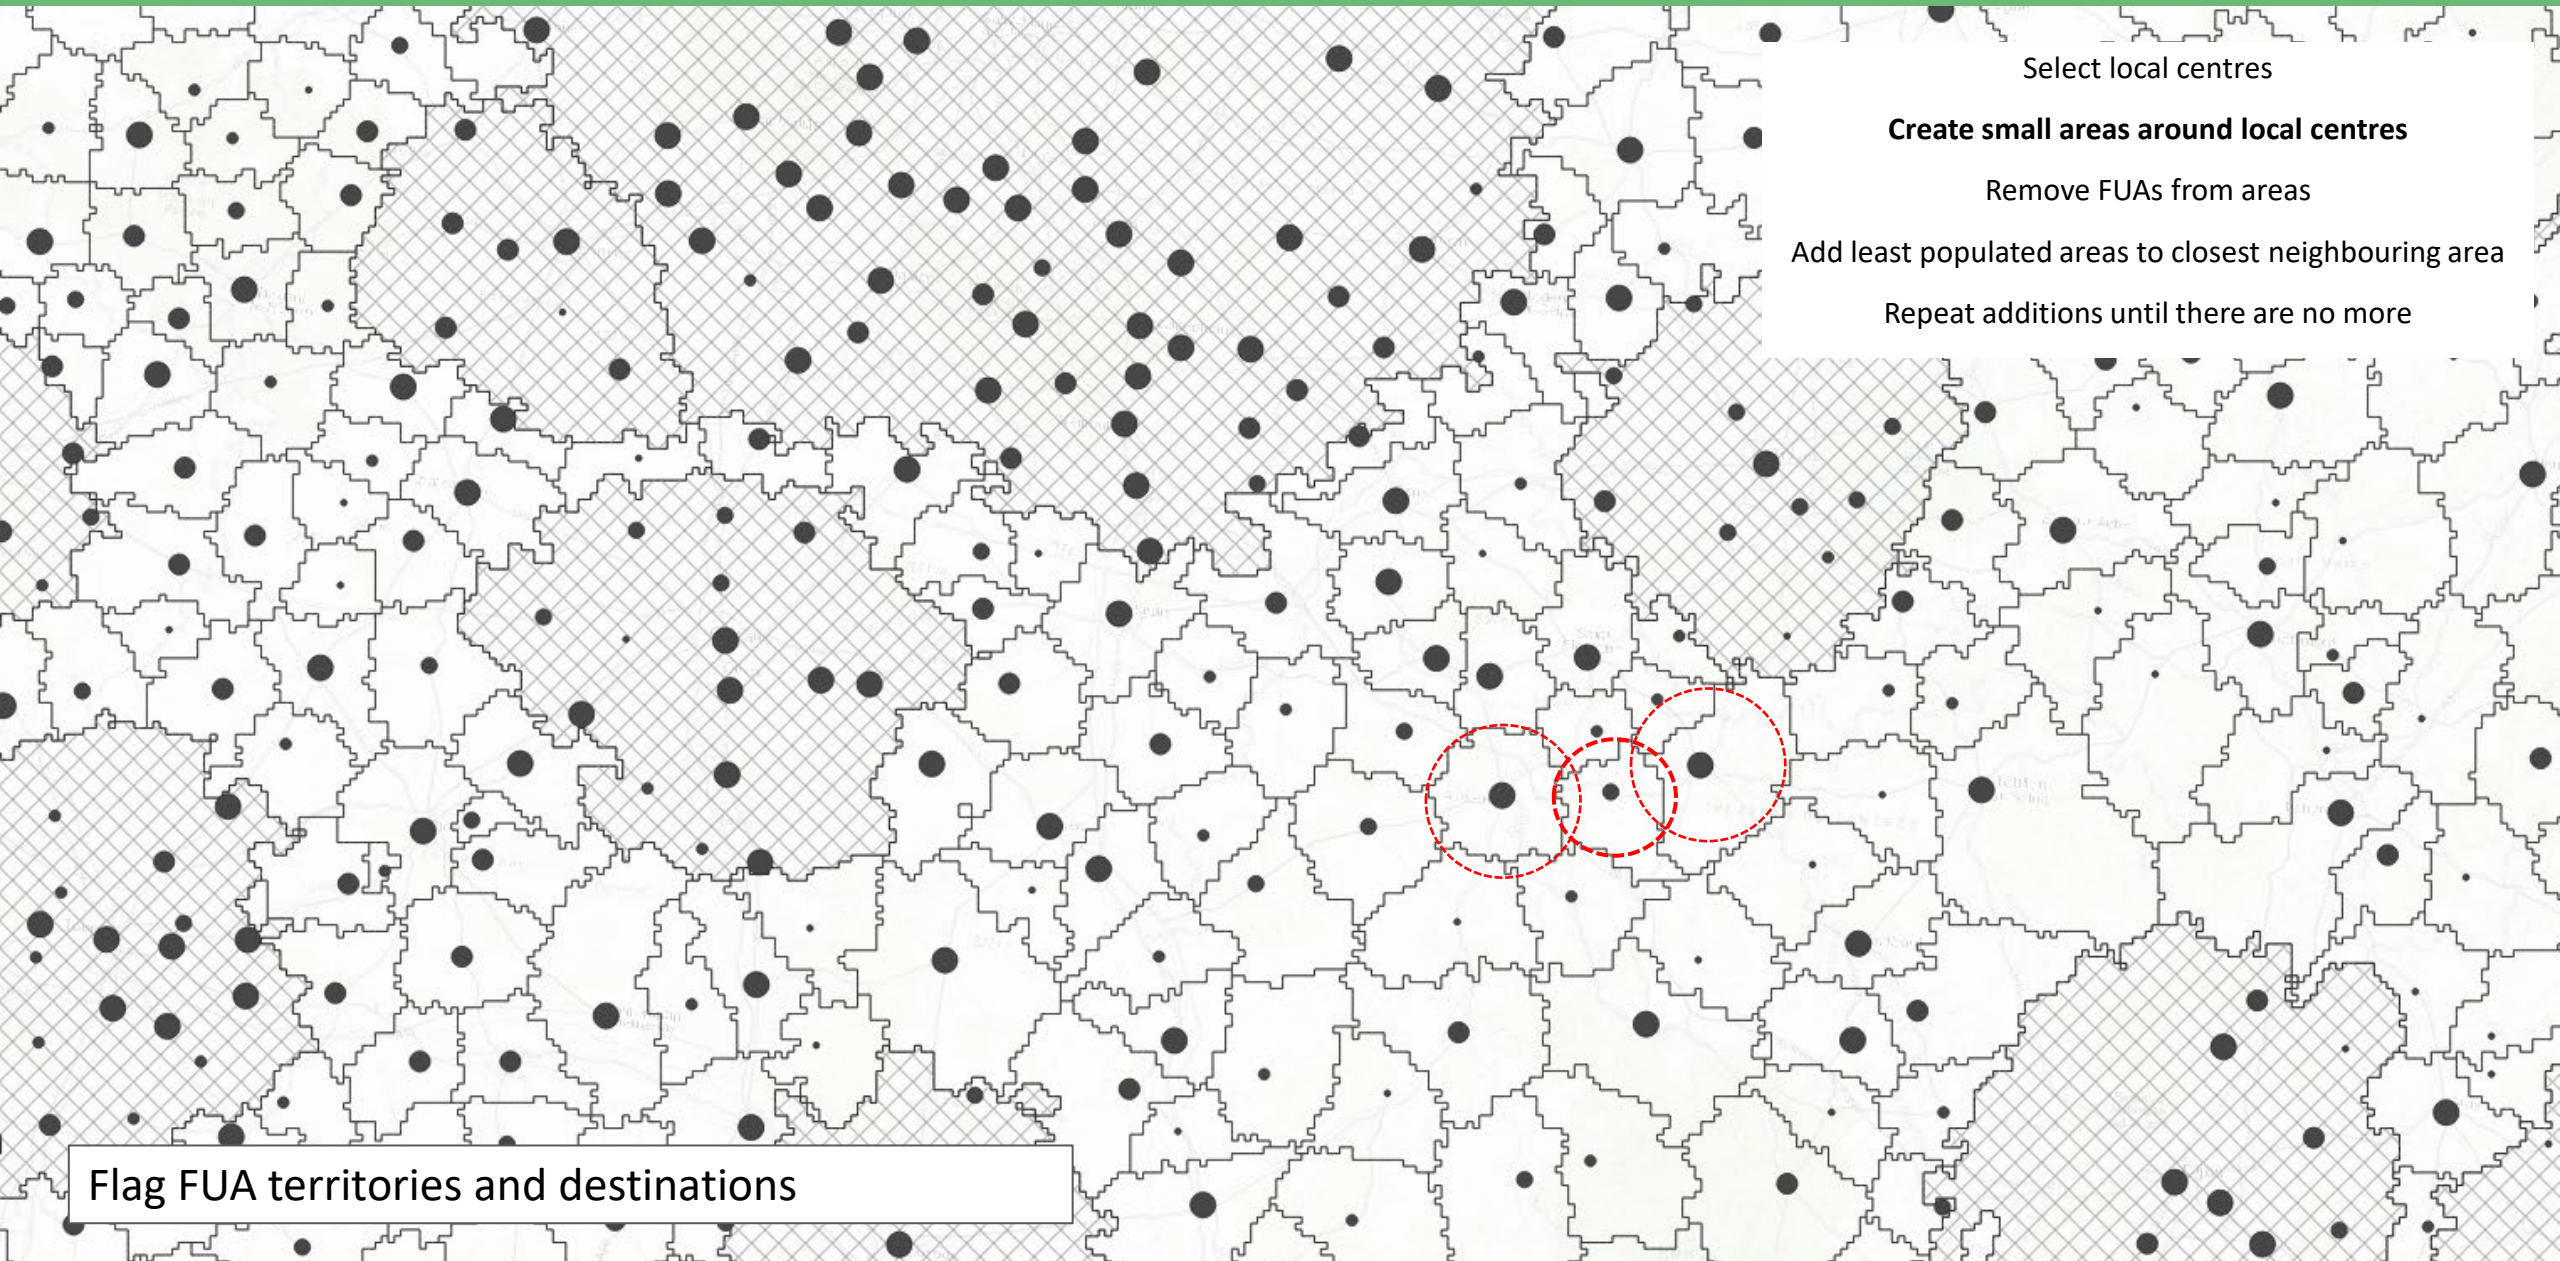 Select local centres
Create small areas around local centres
Remove FUAs from areas
Add least populated areas to closest neighbouring area
Repeat additions until there are no more
Flag FUA territories and destinations